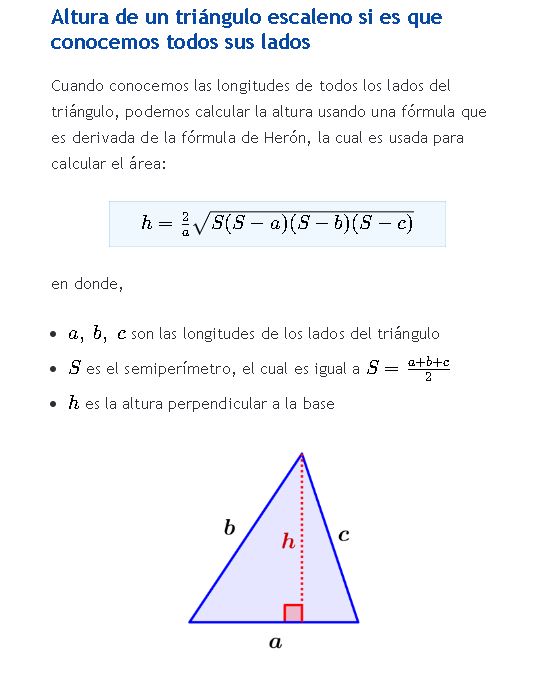 Altura de un triángulo escaleno si es que
conocemos todos sus lados
Cuando conocemos las longitudes de todos los lados del
triángulo, podemos calcular la altura usando una fórmula que
es derivada de la fórmula de Herón, la cual es usada para
calcular el área:
h = 2/a √(S(S − a)(S − b)(S − c))
en donde,
• a, b, c son las longitudes de los lados del triángulo
• S es el semiperímetro, el cual es igual a S = (a+b+c)/2
• h es la altura perpendicular a la base
b
h
c
a